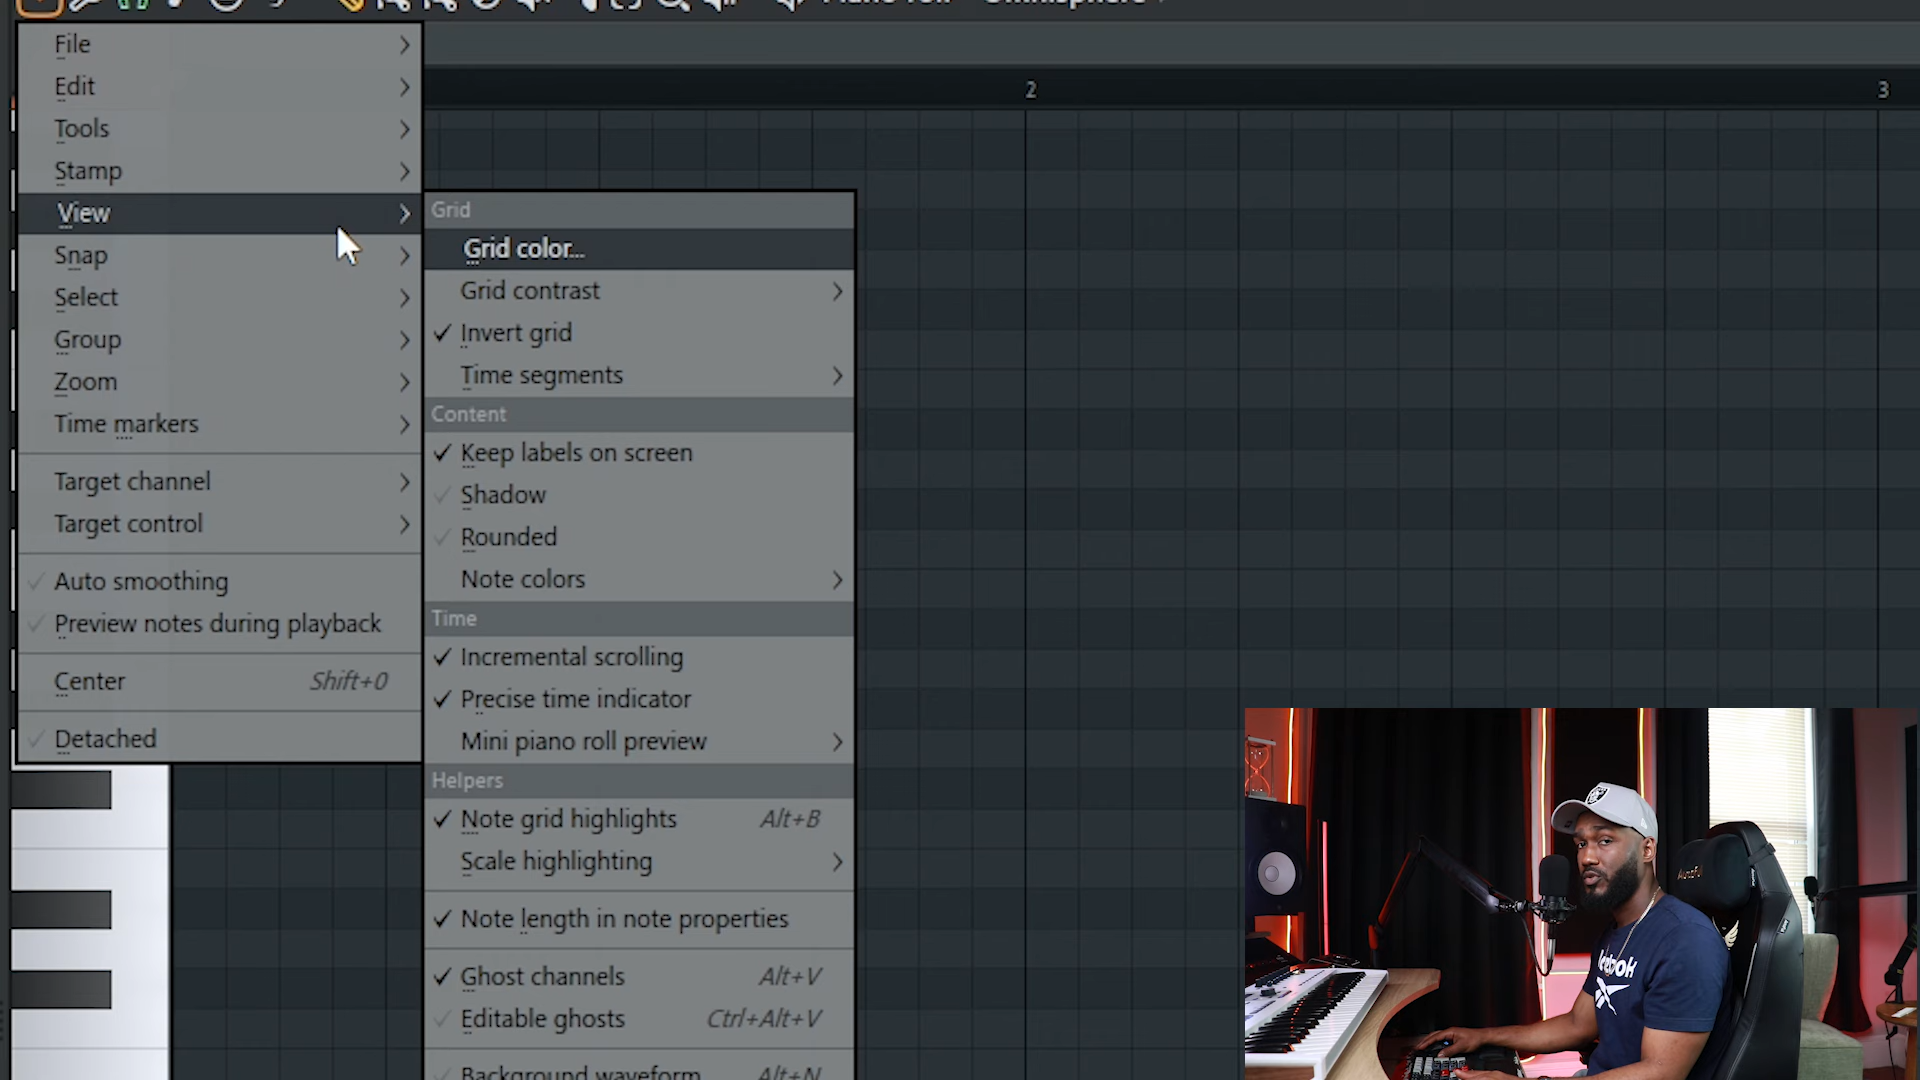 File
Edit
Tools
Stamp
View
Snap
Select
Group
Zoom
Time markers
Target channel
Target control
Auto smoothing
Preview notes during playback
Center Shift+0
Detached
Grid
Grid color...
Grid contrast
Invert grid
Time segments
Content
Keep labels on screen
Shadow
Rounded
Note colors
Time
Incremental scrolling
Precise time indicator
Mini piano roll preview
Helpers
Note grid highlights Alt+B
Scale highlighting
Note length in note properties
Ghost channels Alt+V
Editable ghosts Ctrl+Alt+V
Background waveform Alt+N
2
3